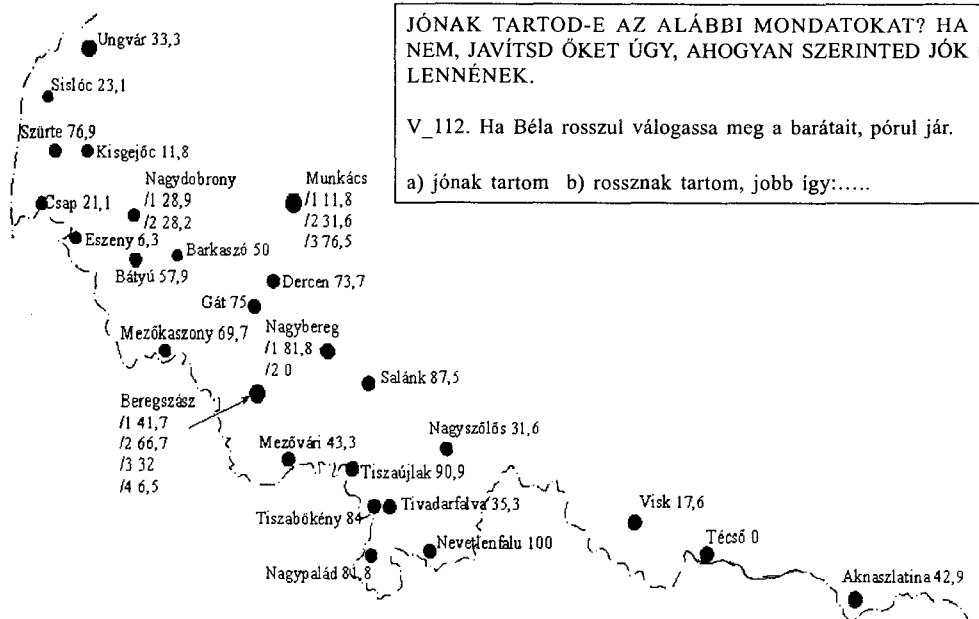 JÓNAK TARTOD-E AZ ALÁBBI MONDATOKAT? HA
NEM, JAVÍTSD ŐKET ÚGY, AHOGYAN SZERINTED JÓK
LENNÉNEK.
V_112. Ha Béla rosszul válogassa meg a barátait, pórul jár.
a) jónak tartom b) rossznak tartom, jobb így:.....
Ungvár 33,3
Sislóc 23,1
Szürte 76,9
Kisgejőc 11,8
Nagydobrony
/1 28,9
/2 28,2
Munkács
/1 11,8
/2 31,6
/3 76,5
Csap 21,1
Eszeny 6,3
Barkaszó 50
Bátyú 57,9
Dercen 73,7
Gát 75
Nagybereg
/1 81,8
/2 0
Mezőkaszony 69,7
Salánk 87,5
Beregszász
/1 41,7
/2 66,7
/3 32
/4 6,5
Nagyszőlős 31,6
Mezővári 43,3
Tiszaújlak 90,9
Tiszabökény 84
Tivadarfalva 35,3
Visk 17,6
Nevetlenfalu 100
Técső 0
Nagypalád 81,8
Aknaszlatina 42,9